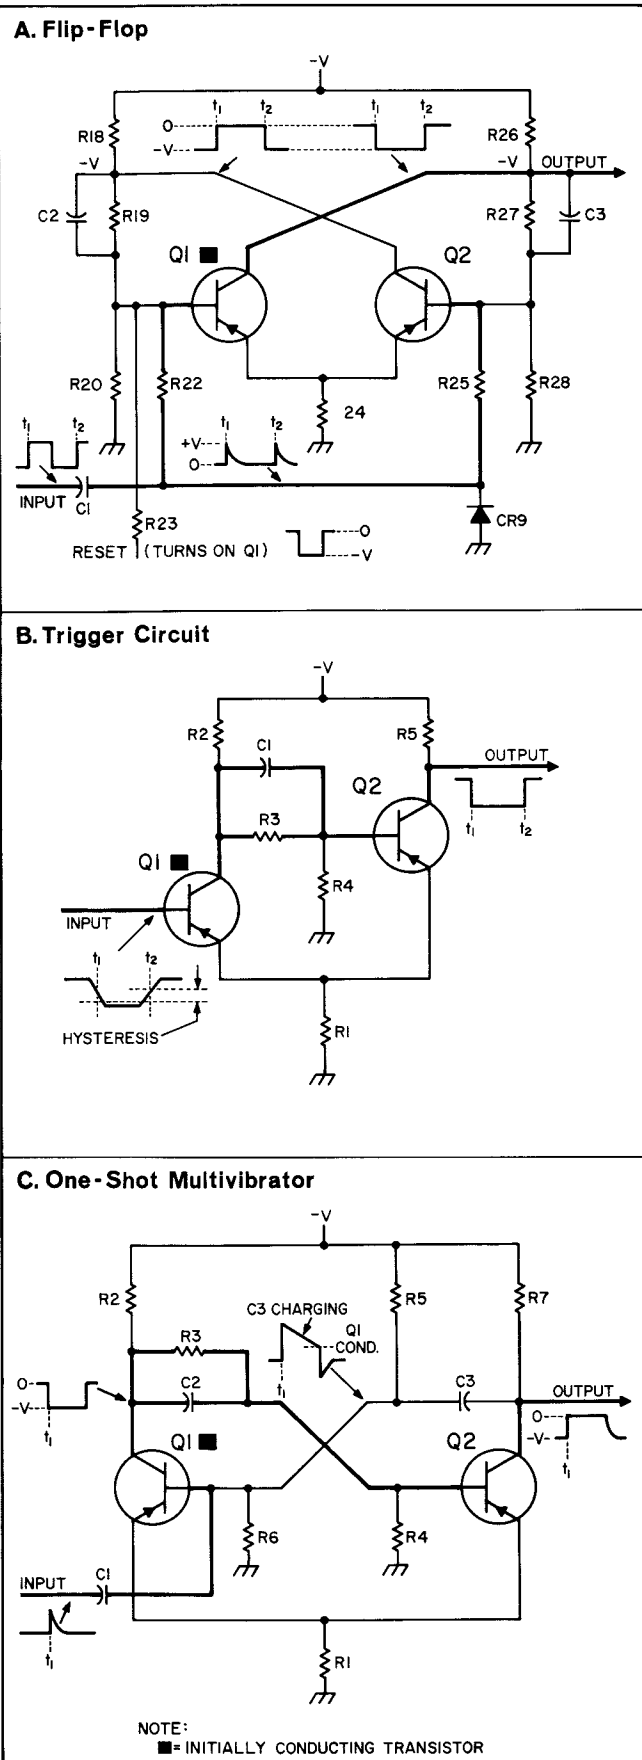 A. Flip-Flop
-V
t1 t2 t1 t2
R18 0 R26
-V -V -V OUTPUT
C2 R19 R27 C3
Q1 ■ Q2
R20 R22 R25 R28
24
t1 t2 t1 t2
+V
0
INPUT C1
R23 CR9
RESET (TURNS ON Q1) 0
-V
B. Trigger Circuit
-V
R2 R5
C1 OUTPUT
Q2
R3 t1 t2
Q1 ■
R4
INPUT
t1 t2
HYSTERESIS R1
C. One-Shot Multivibrator
-V
R2 C3 CHARGING R5 R7
R3 Q1
COND.
0 C2 t1 C3 OUTPUT
-V 0
t1 -V
Q1 ■ Q2 t1
R6 R4
INPUT C1
t1
R1
NOTE:
■= INITIALLY CONDUCTING TRANSISTOR